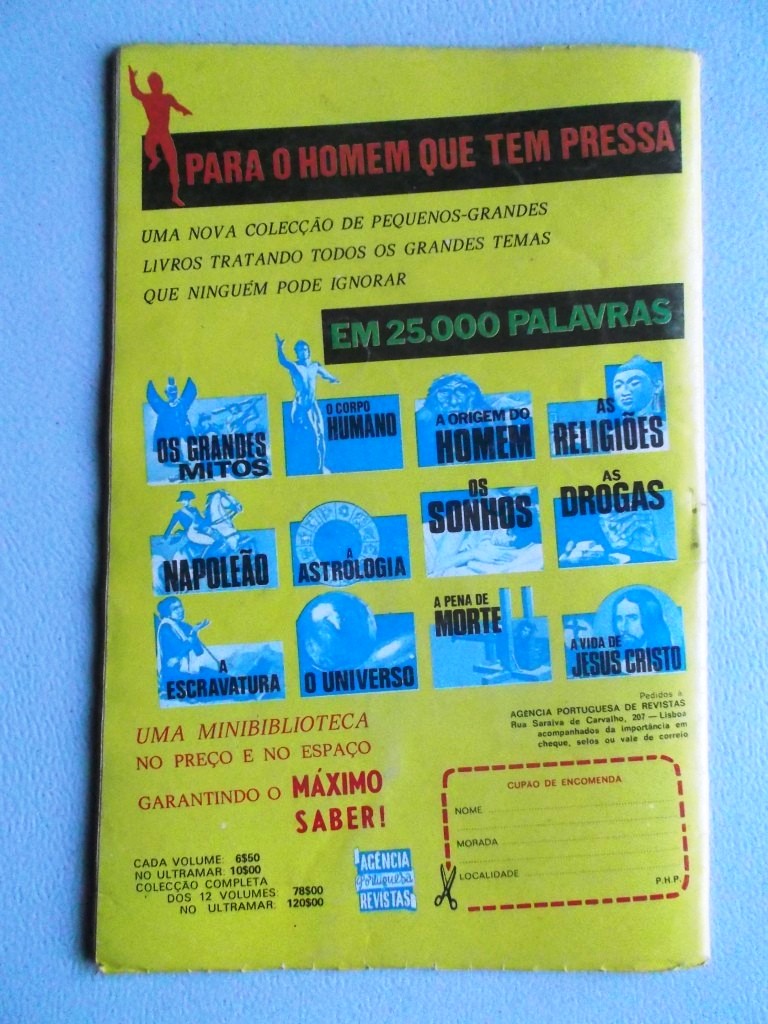 PARA O HOMEM QUE TEM PRESSA
UMA NOVA COLECÇÃO DE PEQUENOS-GRANDES
LIVROS TRATANDO TODOS OS GRANDES TEMAS
QUE NINGUÉM PODE IGNORAR
EM 25.000 PALAVRAS
OS GRANDES
MITOS
O CORPO
HUMANO
A ORIGEM DO
HOMEM
AS
RELIGIÕES
NAPOLEÃO
A
ASTROLOGIA
OS
SONHOS
AS
DROGAS
A
ESCRAVATURA
O UNIVERSO
A PENA DE
MORTE
A VIDA DE
JESUS CRISTO
UMA MINIBIBLIOTECA
NO PREÇO E NO ESPAÇO
GARANTINDO O MÁXIMO
SABER!
Pedidos à
AGÊNCIA PORTUGUESA DE REVISTAS
Rua Saraiva de Carvalho, 207 — Lisboa
acompanhados da importância em
cheque, selos ou vale de correio
CADA VOLUME: 6$50
NO ULTRAMAR: 10$00
COLECÇÃO COMPLETA
DOS 12 VOLUMES: 78$00
NO ULTRAMAR: 120$00
AGÊNCIA
Portuguesa
REVISTAS
CUPÃO DE ENCOMENDA
NOME
MORADA
LOCALIDADE
P.H.P.